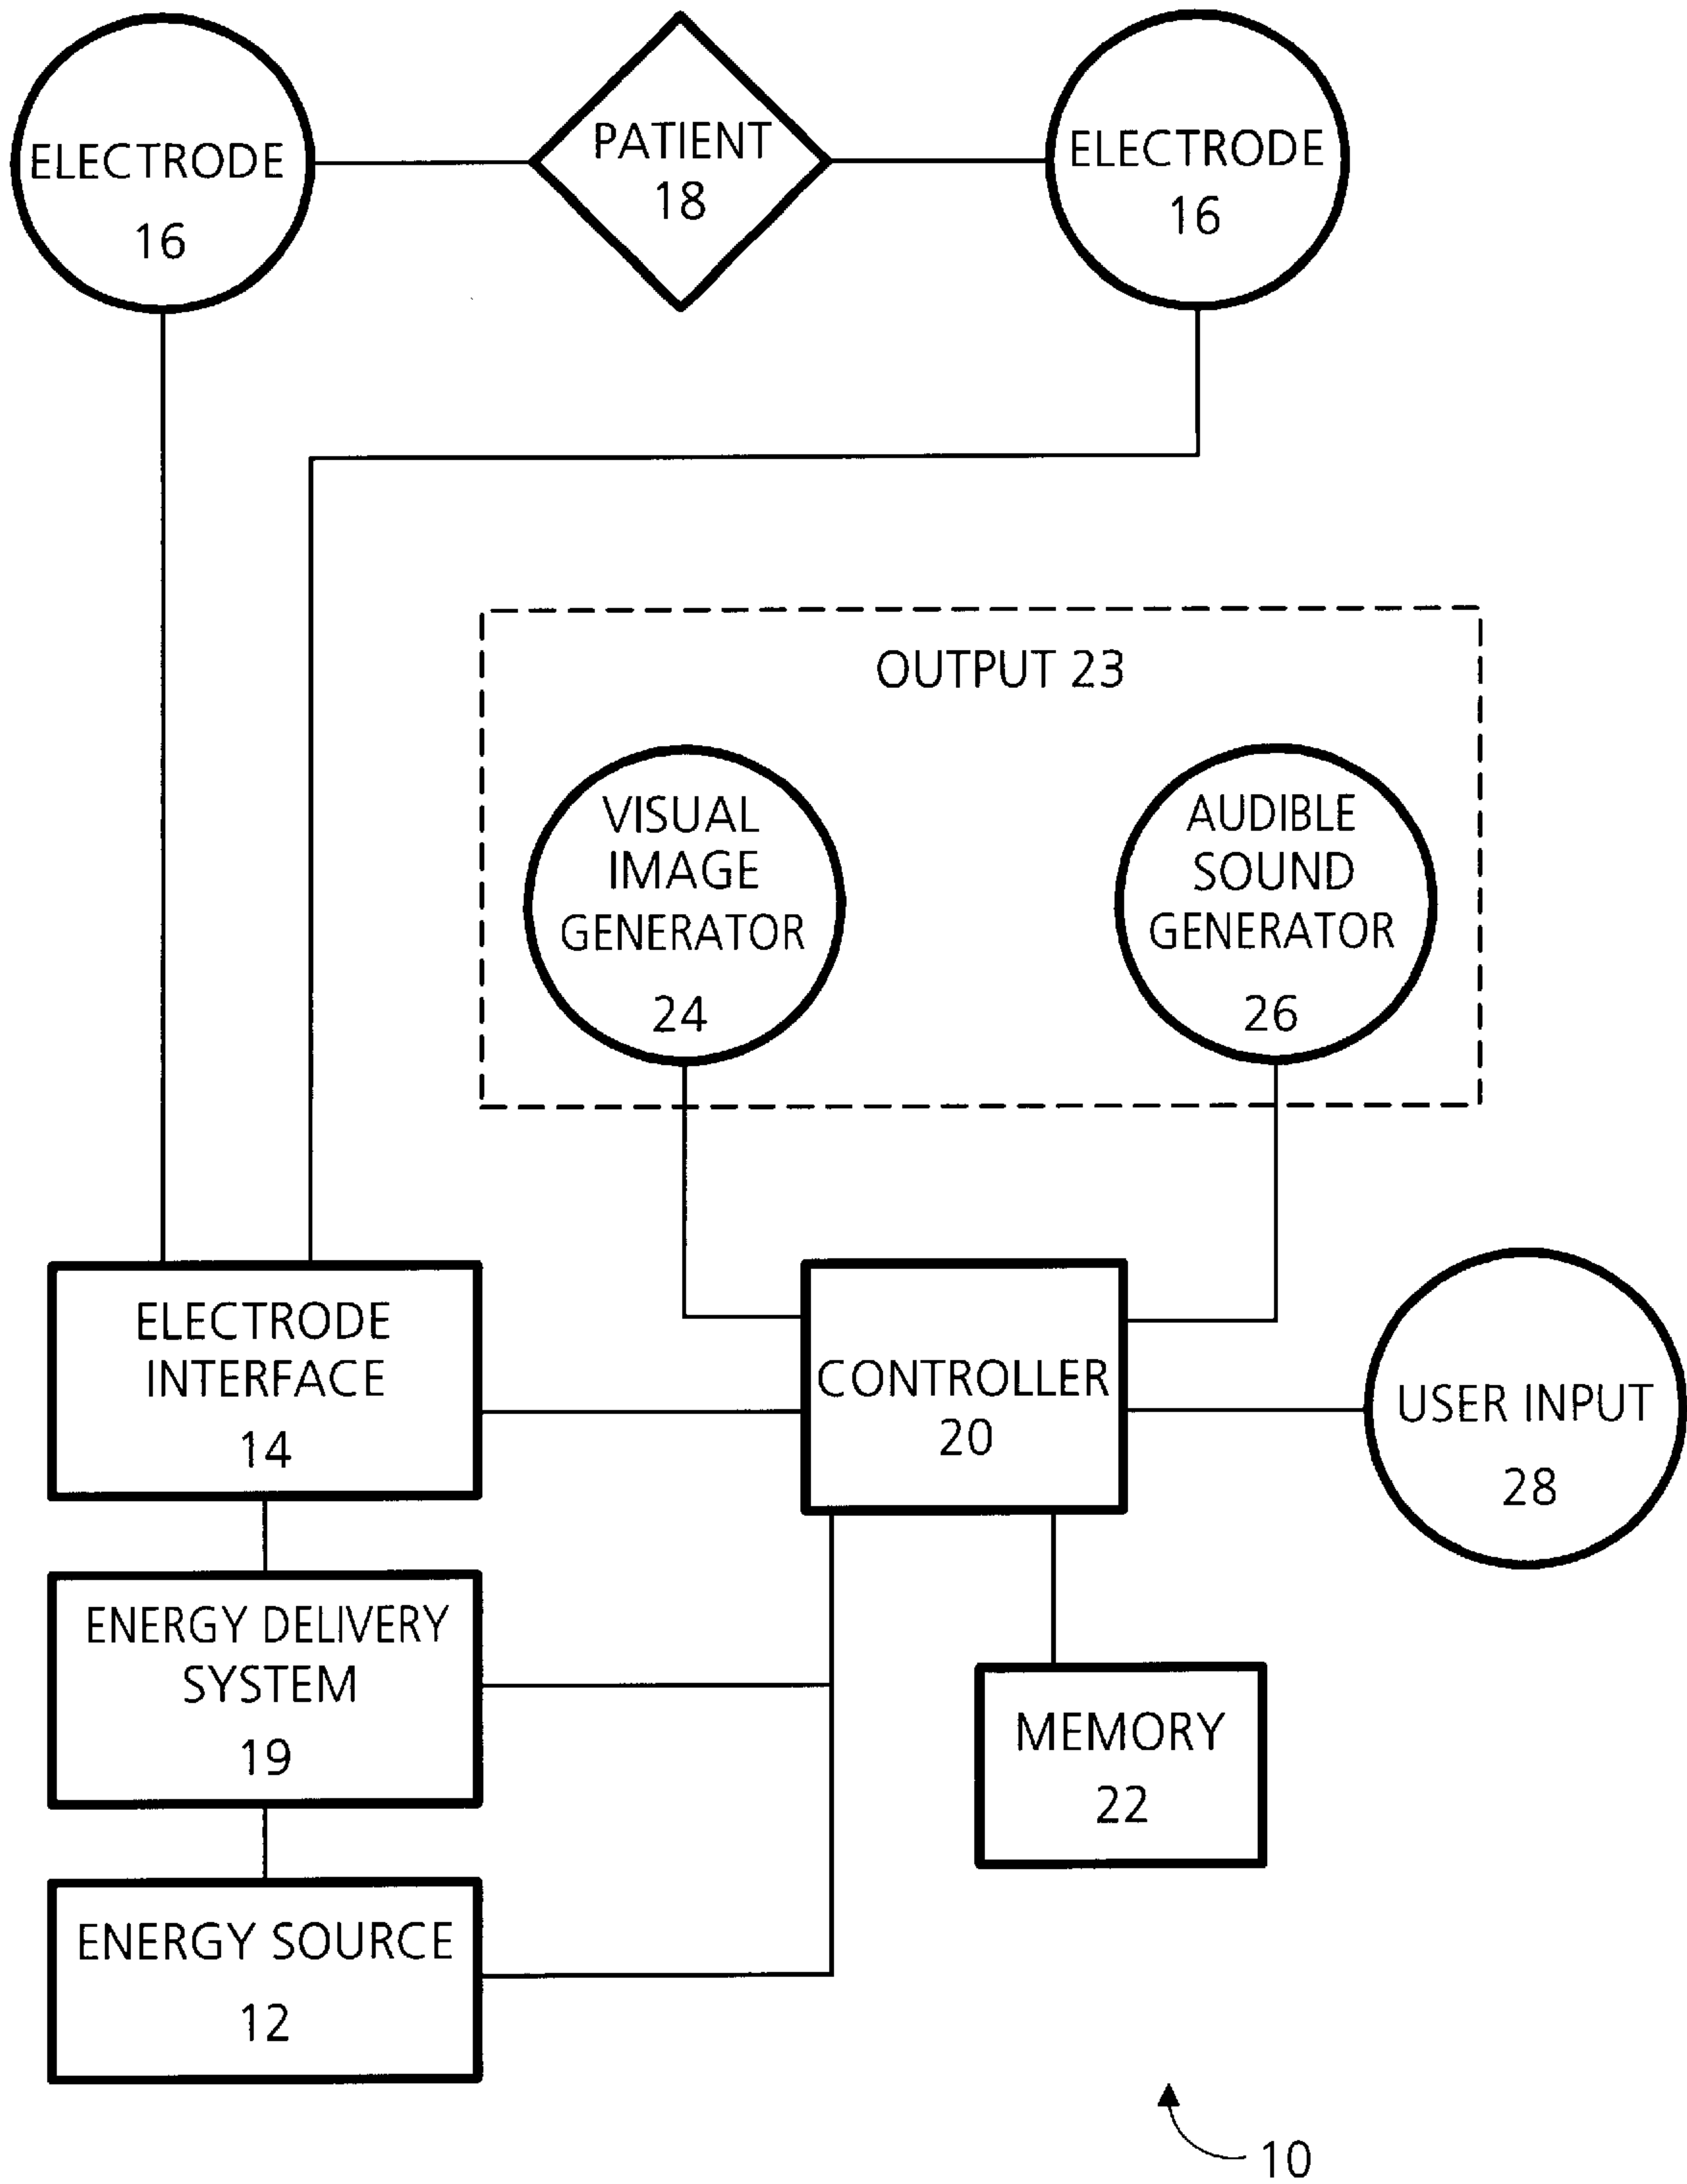 ELECTRODE
16
PATIENT
18
ELECTRODE
16
OUTPUT 23
VISUAL
IMAGE
GENERATOR
24
AUDIBLE
SOUND
GENERATOR
26
ELECTRODE
INTERFACE
14
CONTROLLER
20
USER INPUT
28
ENERGY DELIVERY
SYSTEM
19
MEMORY
22
ENERGY SOURCE
12
10